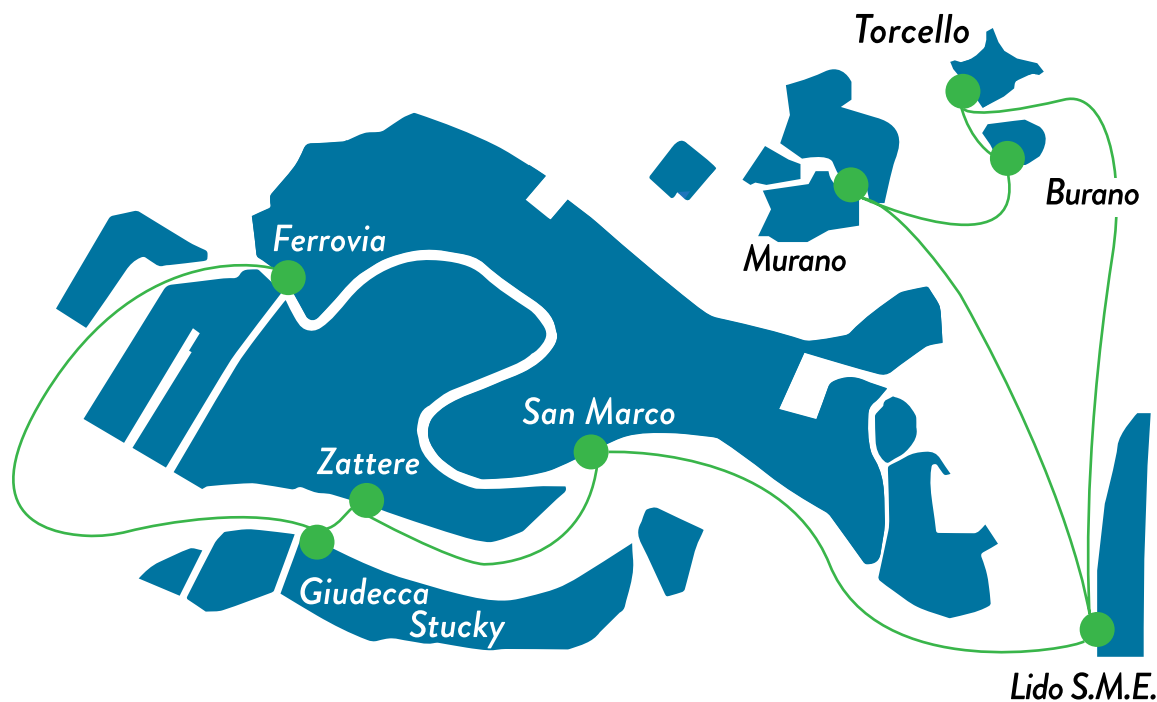 Torcello
Burano
Murano
Ferrovia
San Marco
Zattere
Giudecca
Stucky
Lido S.M.E.